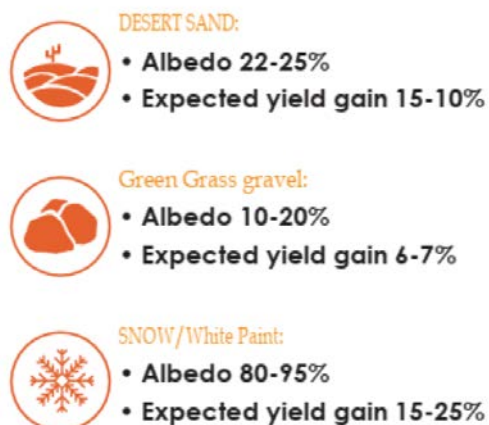 DESERT SAND:
• Albedo 22-25%
• Expected yield gain 15-10%
Green Grass gravel:
• Albedo 10-20%
• Expected yield gain 6-7%
SNOW/White Paint:
• Albedo 80-95%
• Expected yield gain 15-25%